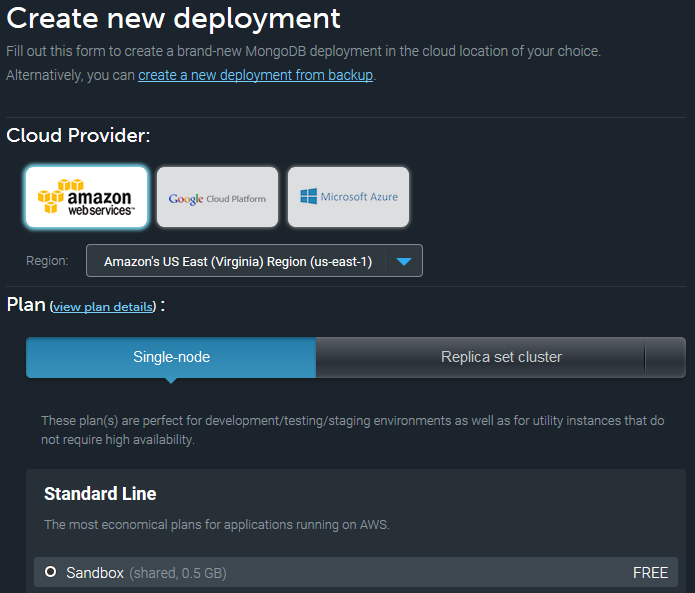 Create new deployment
Fill out this form to create a brand-new MongoDB deployment in the cloud location of your choice.
Alternatively, you can create a new deployment from backup.
Cloud Provider:
amazon
webservices™
Google Cloud Platform
Microsoft Azure
Region:
Amazon's US East (Virginia) Region (us-east-1)
Plan (view plan details) :
Single-node
Replica set cluster
These plan(s) are perfect for development/testing/staging environments as well as for utility instances that do
not require high availability.
Standard Line
The most economical plans for applications running on AWS.
Sandbox (shared, 0.5 GB) FREE